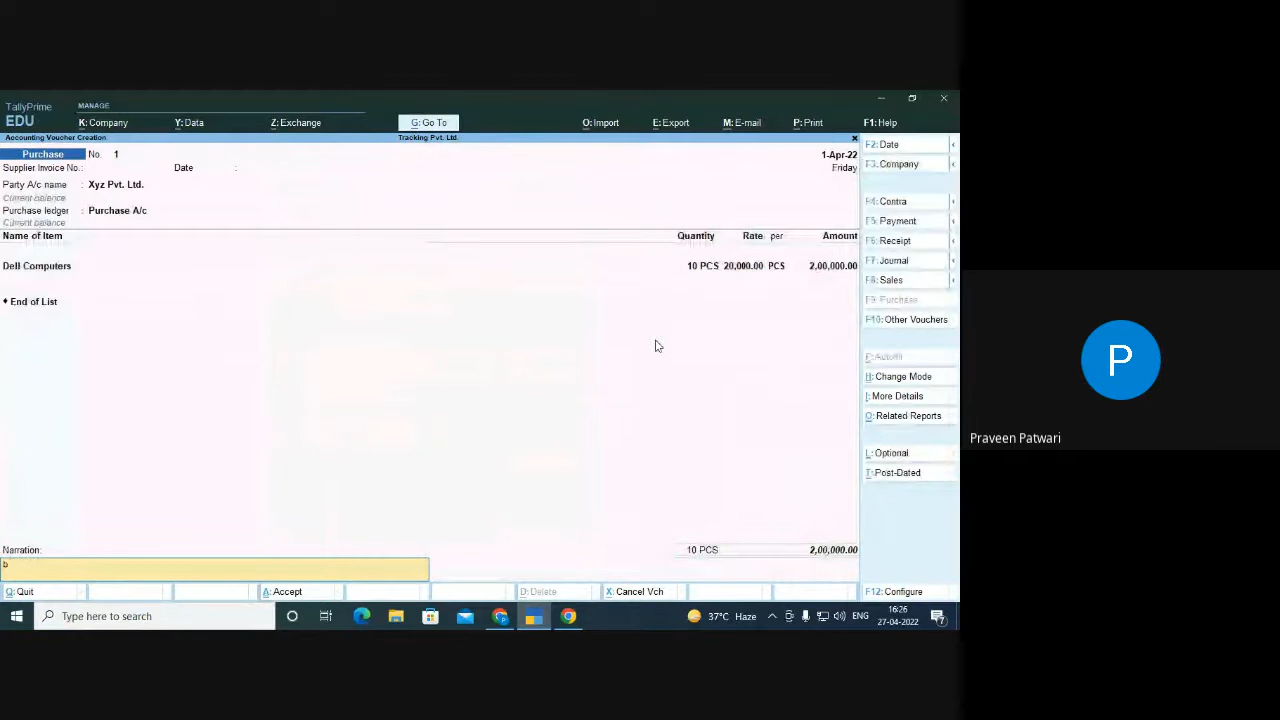 TallyPrime
EDU
MANAGE
K: Company
Y: Data
Z: Exchange
G: Go To
O: Import
E: Export
M: E-mail
P: Print
F1: Help
Accounting Voucher Creation
Tracking Pvt. Ltd.
Purchase No. 1
1-Apr-22
Supplier Invoice No.: Date :
Friday
Party A/c name : Xyz Pvt. Ltd.
Current balance
Purchase ledger : Purchase A/c
Current balance
Name of Item Quantity Rate per Amount
Dell Computers 10 PCS 20,000.00 PCS 2,00,000.00
♦ End of List
Narration:
b
10 PCS 2,00,000.00
Q: Quit
A: Accept
D: Delete
X: Cancel Vch
F2: Date
F3: Company
F4: Contra
F5: Payment
F6: Receipt
F7: Journal
F8: Sales
F9: Purchase
F10: Other Vouchers
F: Autofill
H: Change Mode
I: More Details
O: Related Reports
L: Optional
T: Post-Dated
F12: Configure
Type here to search
37°C Haze
ENG
16:26
27-04-2022
P
Praveen Patwari